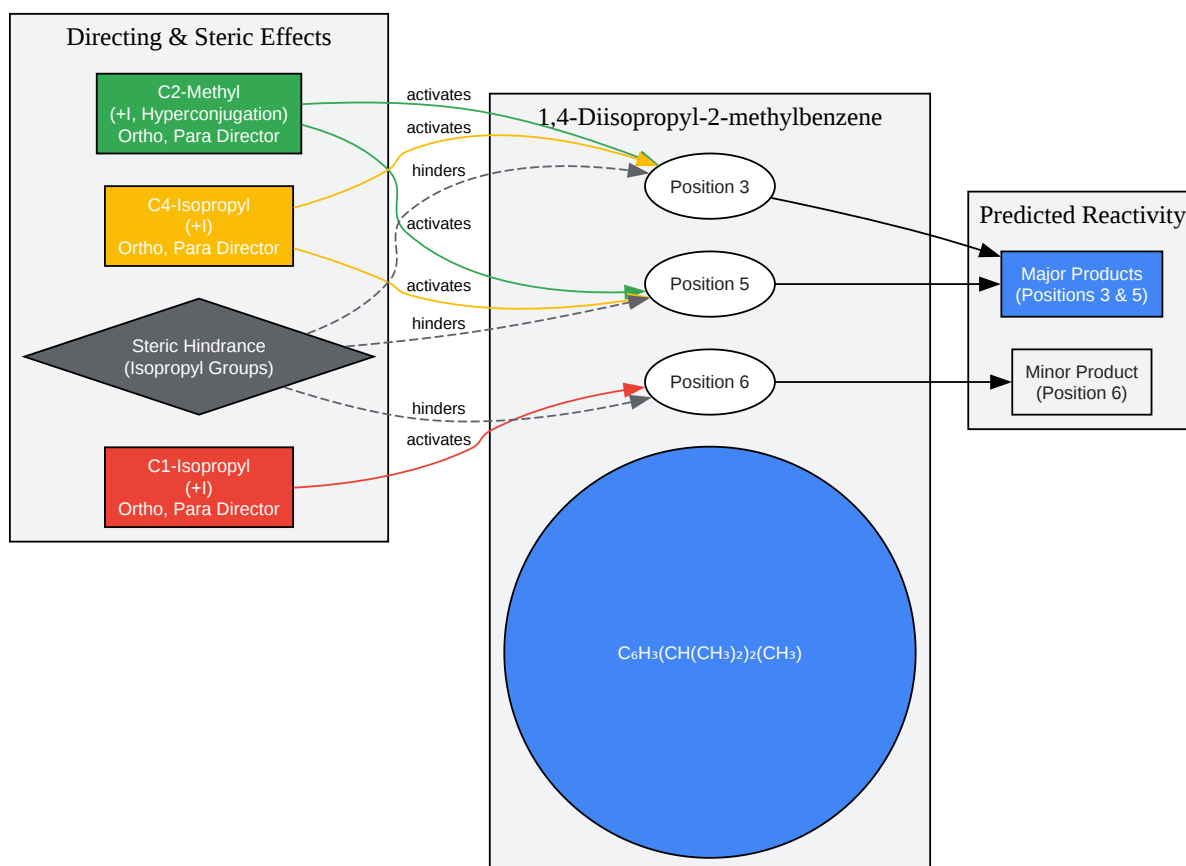 Directing & Steric Effects
C2-Methyl
(+I, Hyperconjugation)
Ortho, Para Director
C4-Isopropyl
(+I)
Ortho, Para Director
Steric Hindrance
(Isopropyl Groups)
C1-Isopropyl
(+I)
Ortho, Para Director
activates
activates
hinders
activates
activates
hinders
hinders
activates
1,4-Diisopropyl-2-methylbenzene
Position 3
Position 5
Position 6
C₆H₃(CH(CH₃)₂)₂(CH₃)
Predicted Reactivity
Major Products
(Positions 3 & 5)
Minor Product
(Position 6)